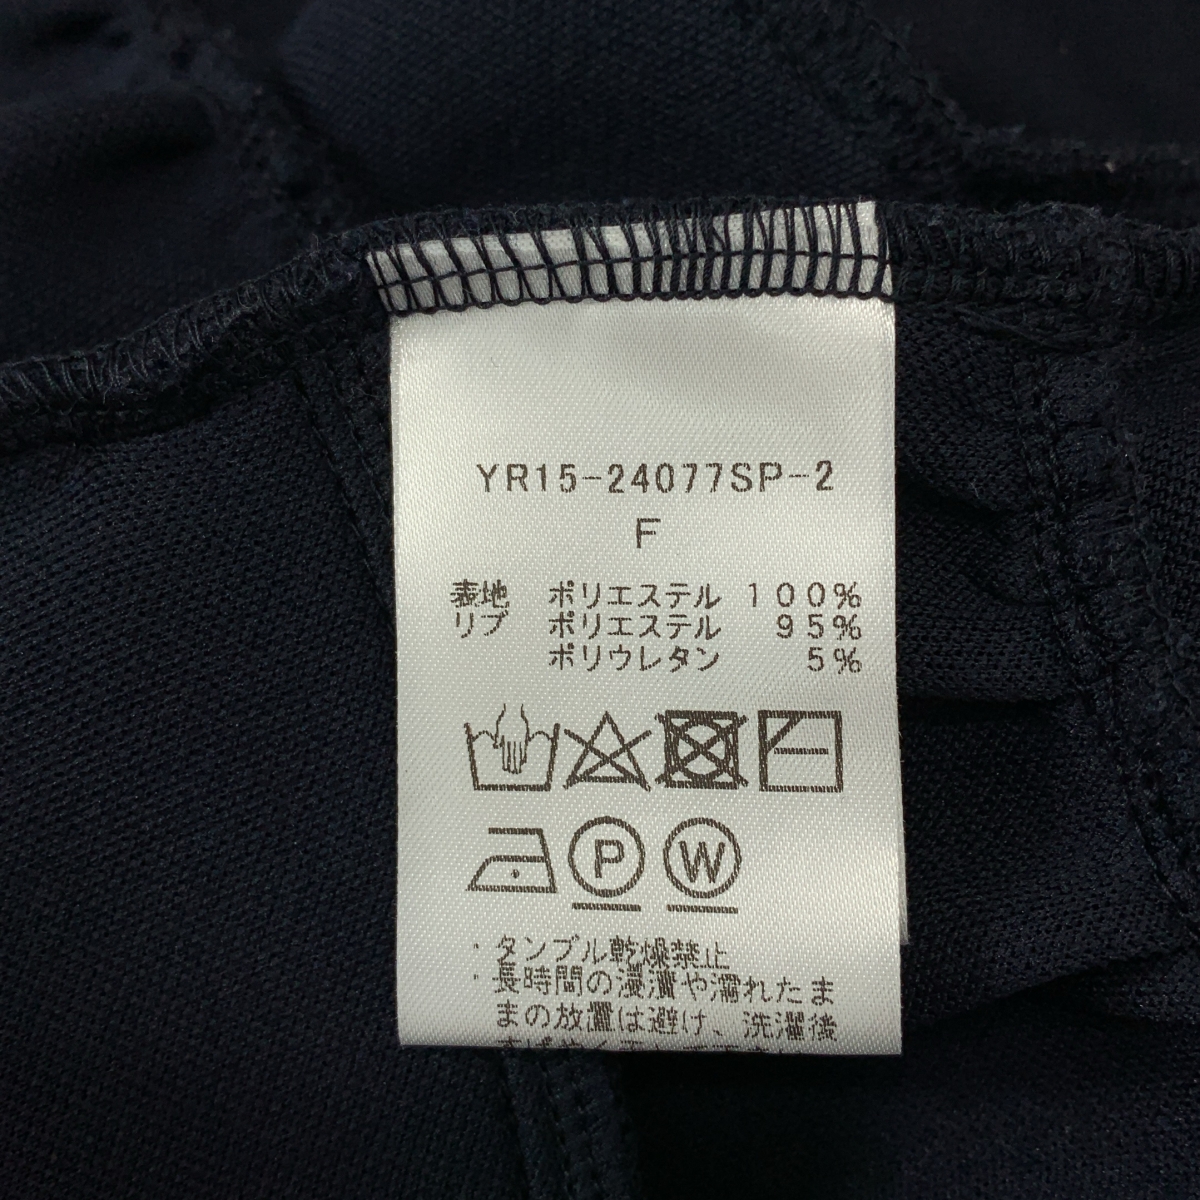 YR15-24077SP-2
F
表地 ポリエステル 100%
リブ ポリエステル 95%
ポリウレタン 5%
P W
・タンブル乾燥禁止
・長時間の浸漬や濡れたま
まの放置は避け、洗濯後